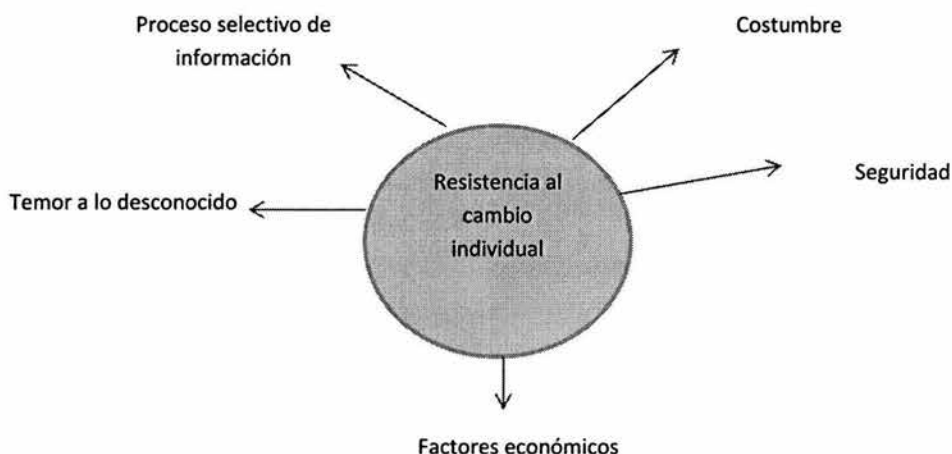 Proceso selectivo de
información
Costumbre
Seguridad
Resistencia al
cambio
individual
Temor a lo desconocido
Factores económicos